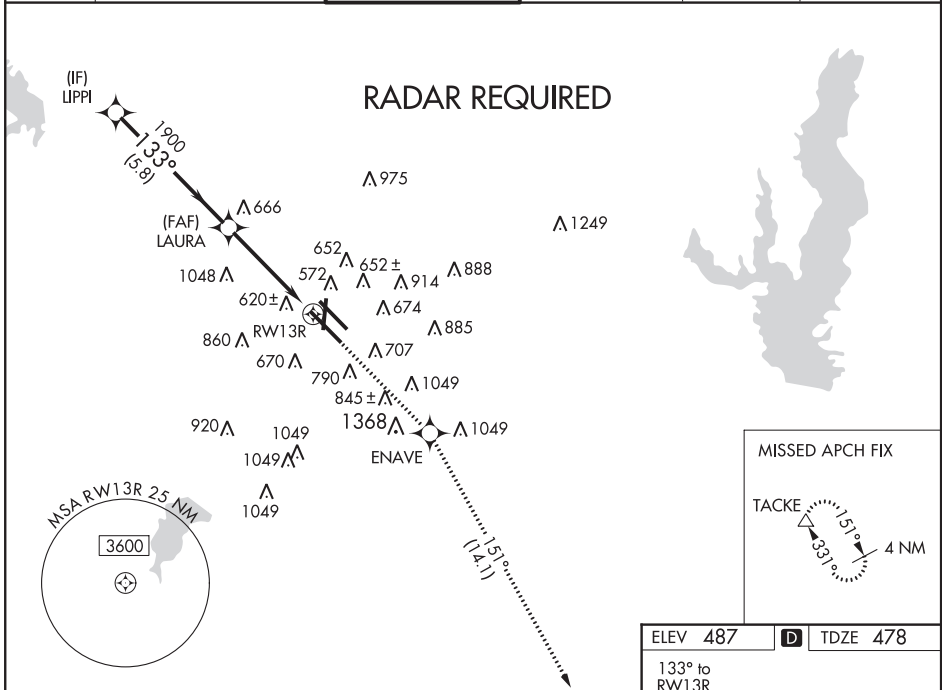 (IF)
LIPPI
RADAR REQUIRED
1900
133°
(5.8)
975
(FAF)
LAURA
666
1249
652
652±
1048
572
914
888
620±
674
RW13R
885
860
707
670
790
1049
845±
1368
1049
920
1049
ENAVE
1049
1049
MISSED APCH FIX
MSA RW13R 25 NM
TACKE
151°
3600
331°
4 NM
151°
(14.1)
ELEV 487 D TDZE 478
133° to
RW13R